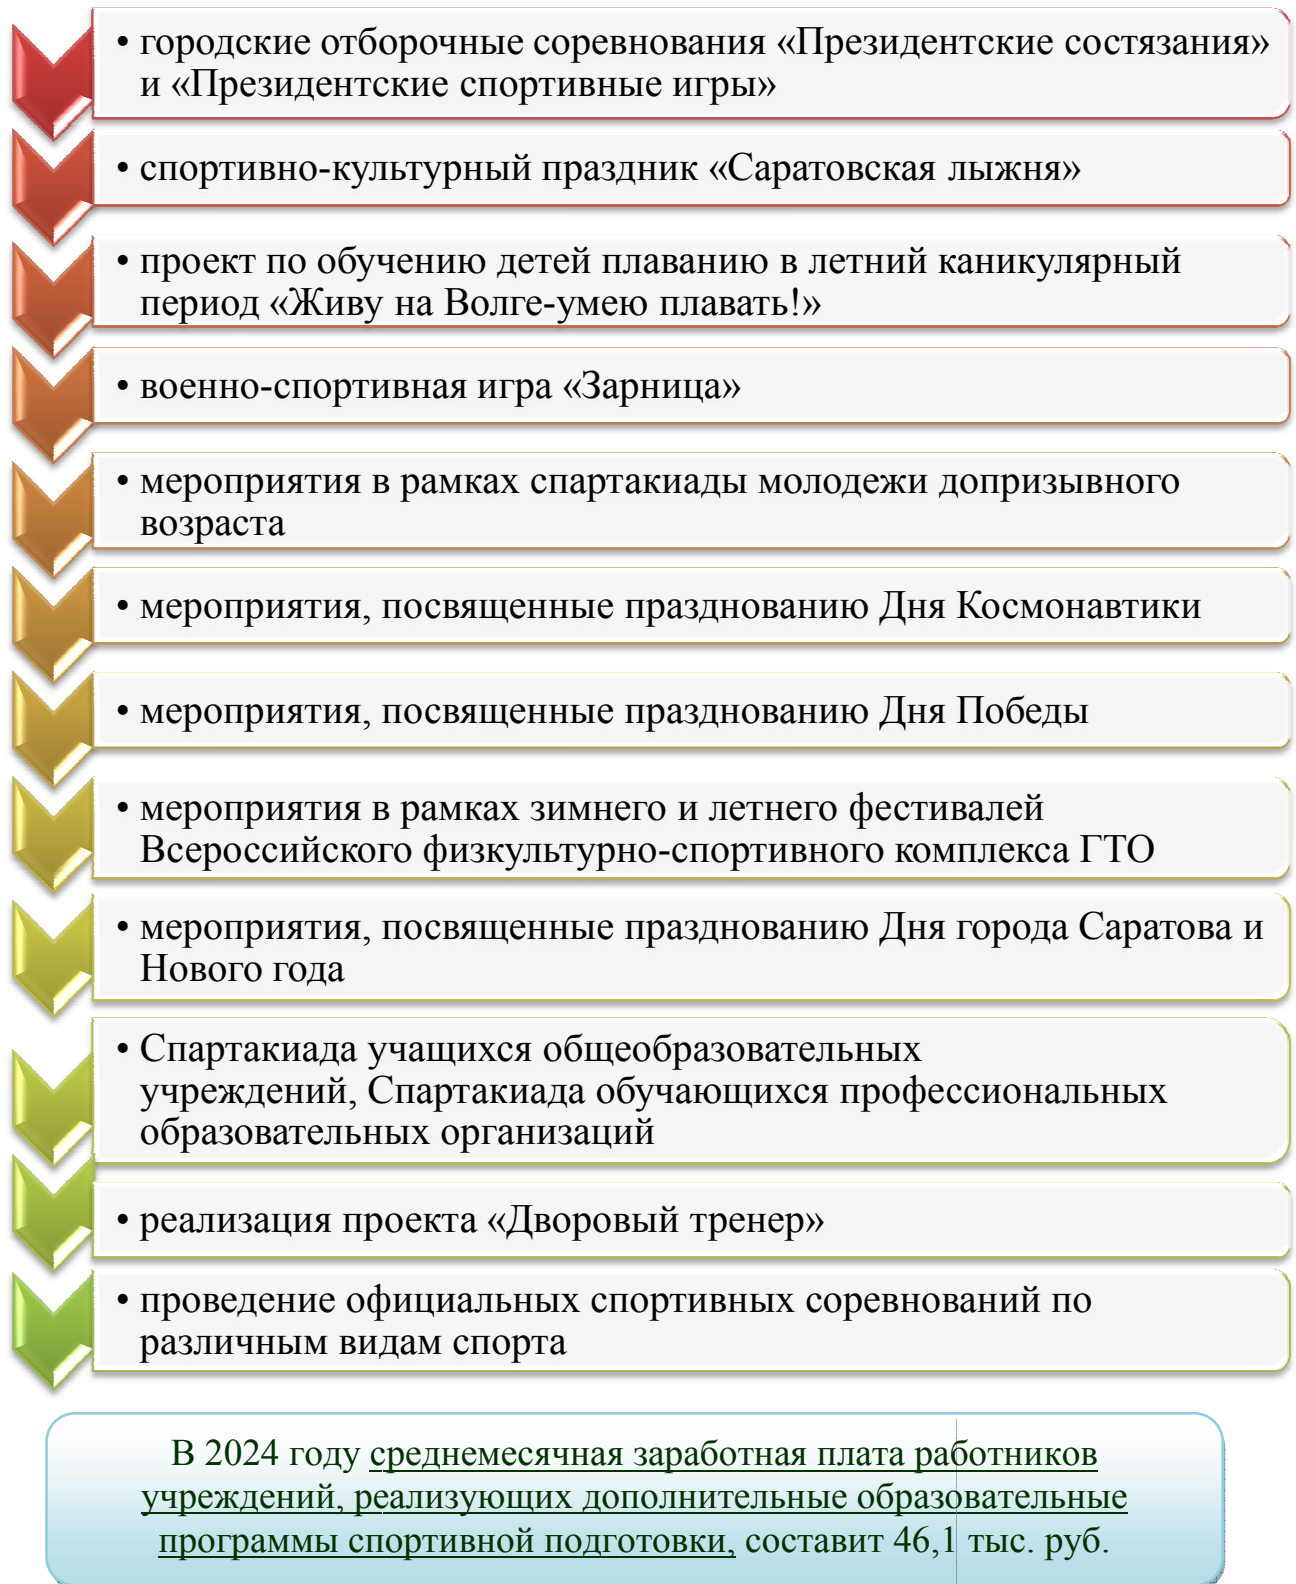 • городские отборочные соревнования «Президентские состязания»
и «Президентские спортивные игры»
• спортивно-культурный праздник «Саратовская лыжня»
• проект по обучению детей плаванию в летний каникулярный
период «Живу на Волге-умею плавать!»
• военно-спортивная игра «Зарница»
• мероприятия в рамках спартакиады молодежи допризывного
возраста
• мероприятия, посвященные празднованию Дня Космонавтики
• мероприятия, посвященные празднованию Дня Победы
• мероприятия в рамках зимнего и летнего фестивалей
Всероссийского физкультурно-спортивного комплекса ГТО
• мероприятия, посвященные празднованию Дня города Саратова и
Нового года
• Спартакиада учащихся общеобразовательных
учреждений, Спартакиада обучающихся профессиональных
образовательных организаций
• реализация проекта «Дворовый тренер»
• проведение официальных спортивных соревнований по
различным видам спорта
В 2024 году среднемесячная заработная плата работников
учреждений, реализующих дополнительные образовательные
программы спортивной подготовки, составит 46,1 тыс. руб.